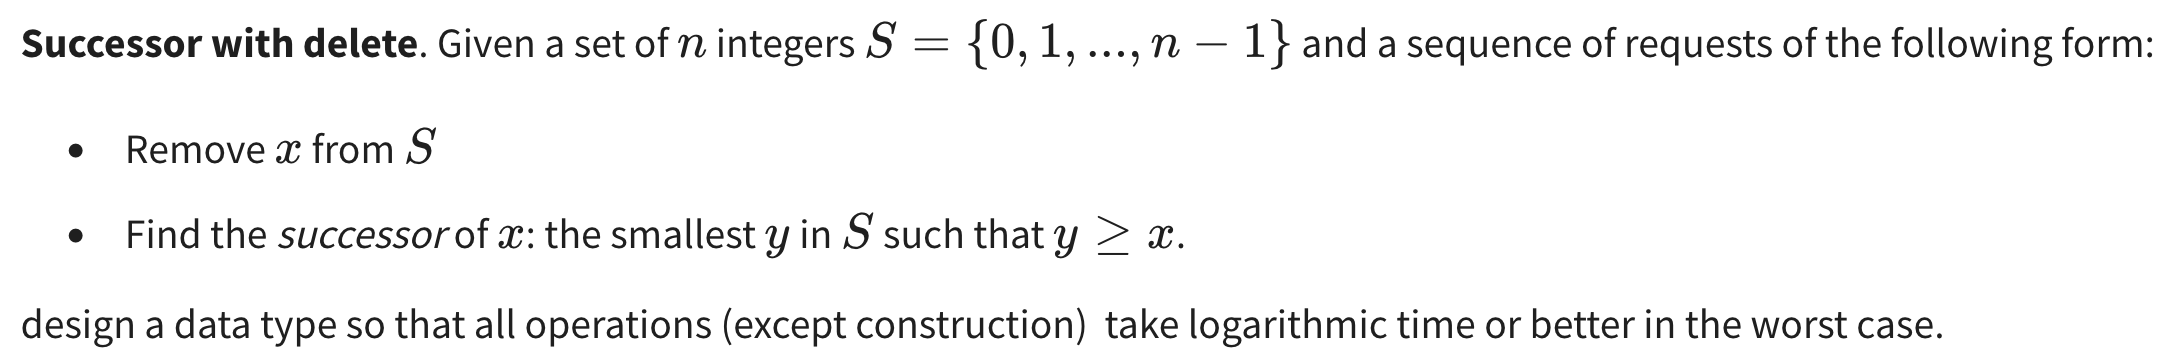 Successor with delete. Given a set of n integers S = {0, 1, ..., n − 1} and a sequence of requests of the following form:
• Remove x from S
• Find the successor of x: the smallest y in S such that y ≥ x.
design a data type so that all operations (except construction) take logarithmic time or better in the worst case.